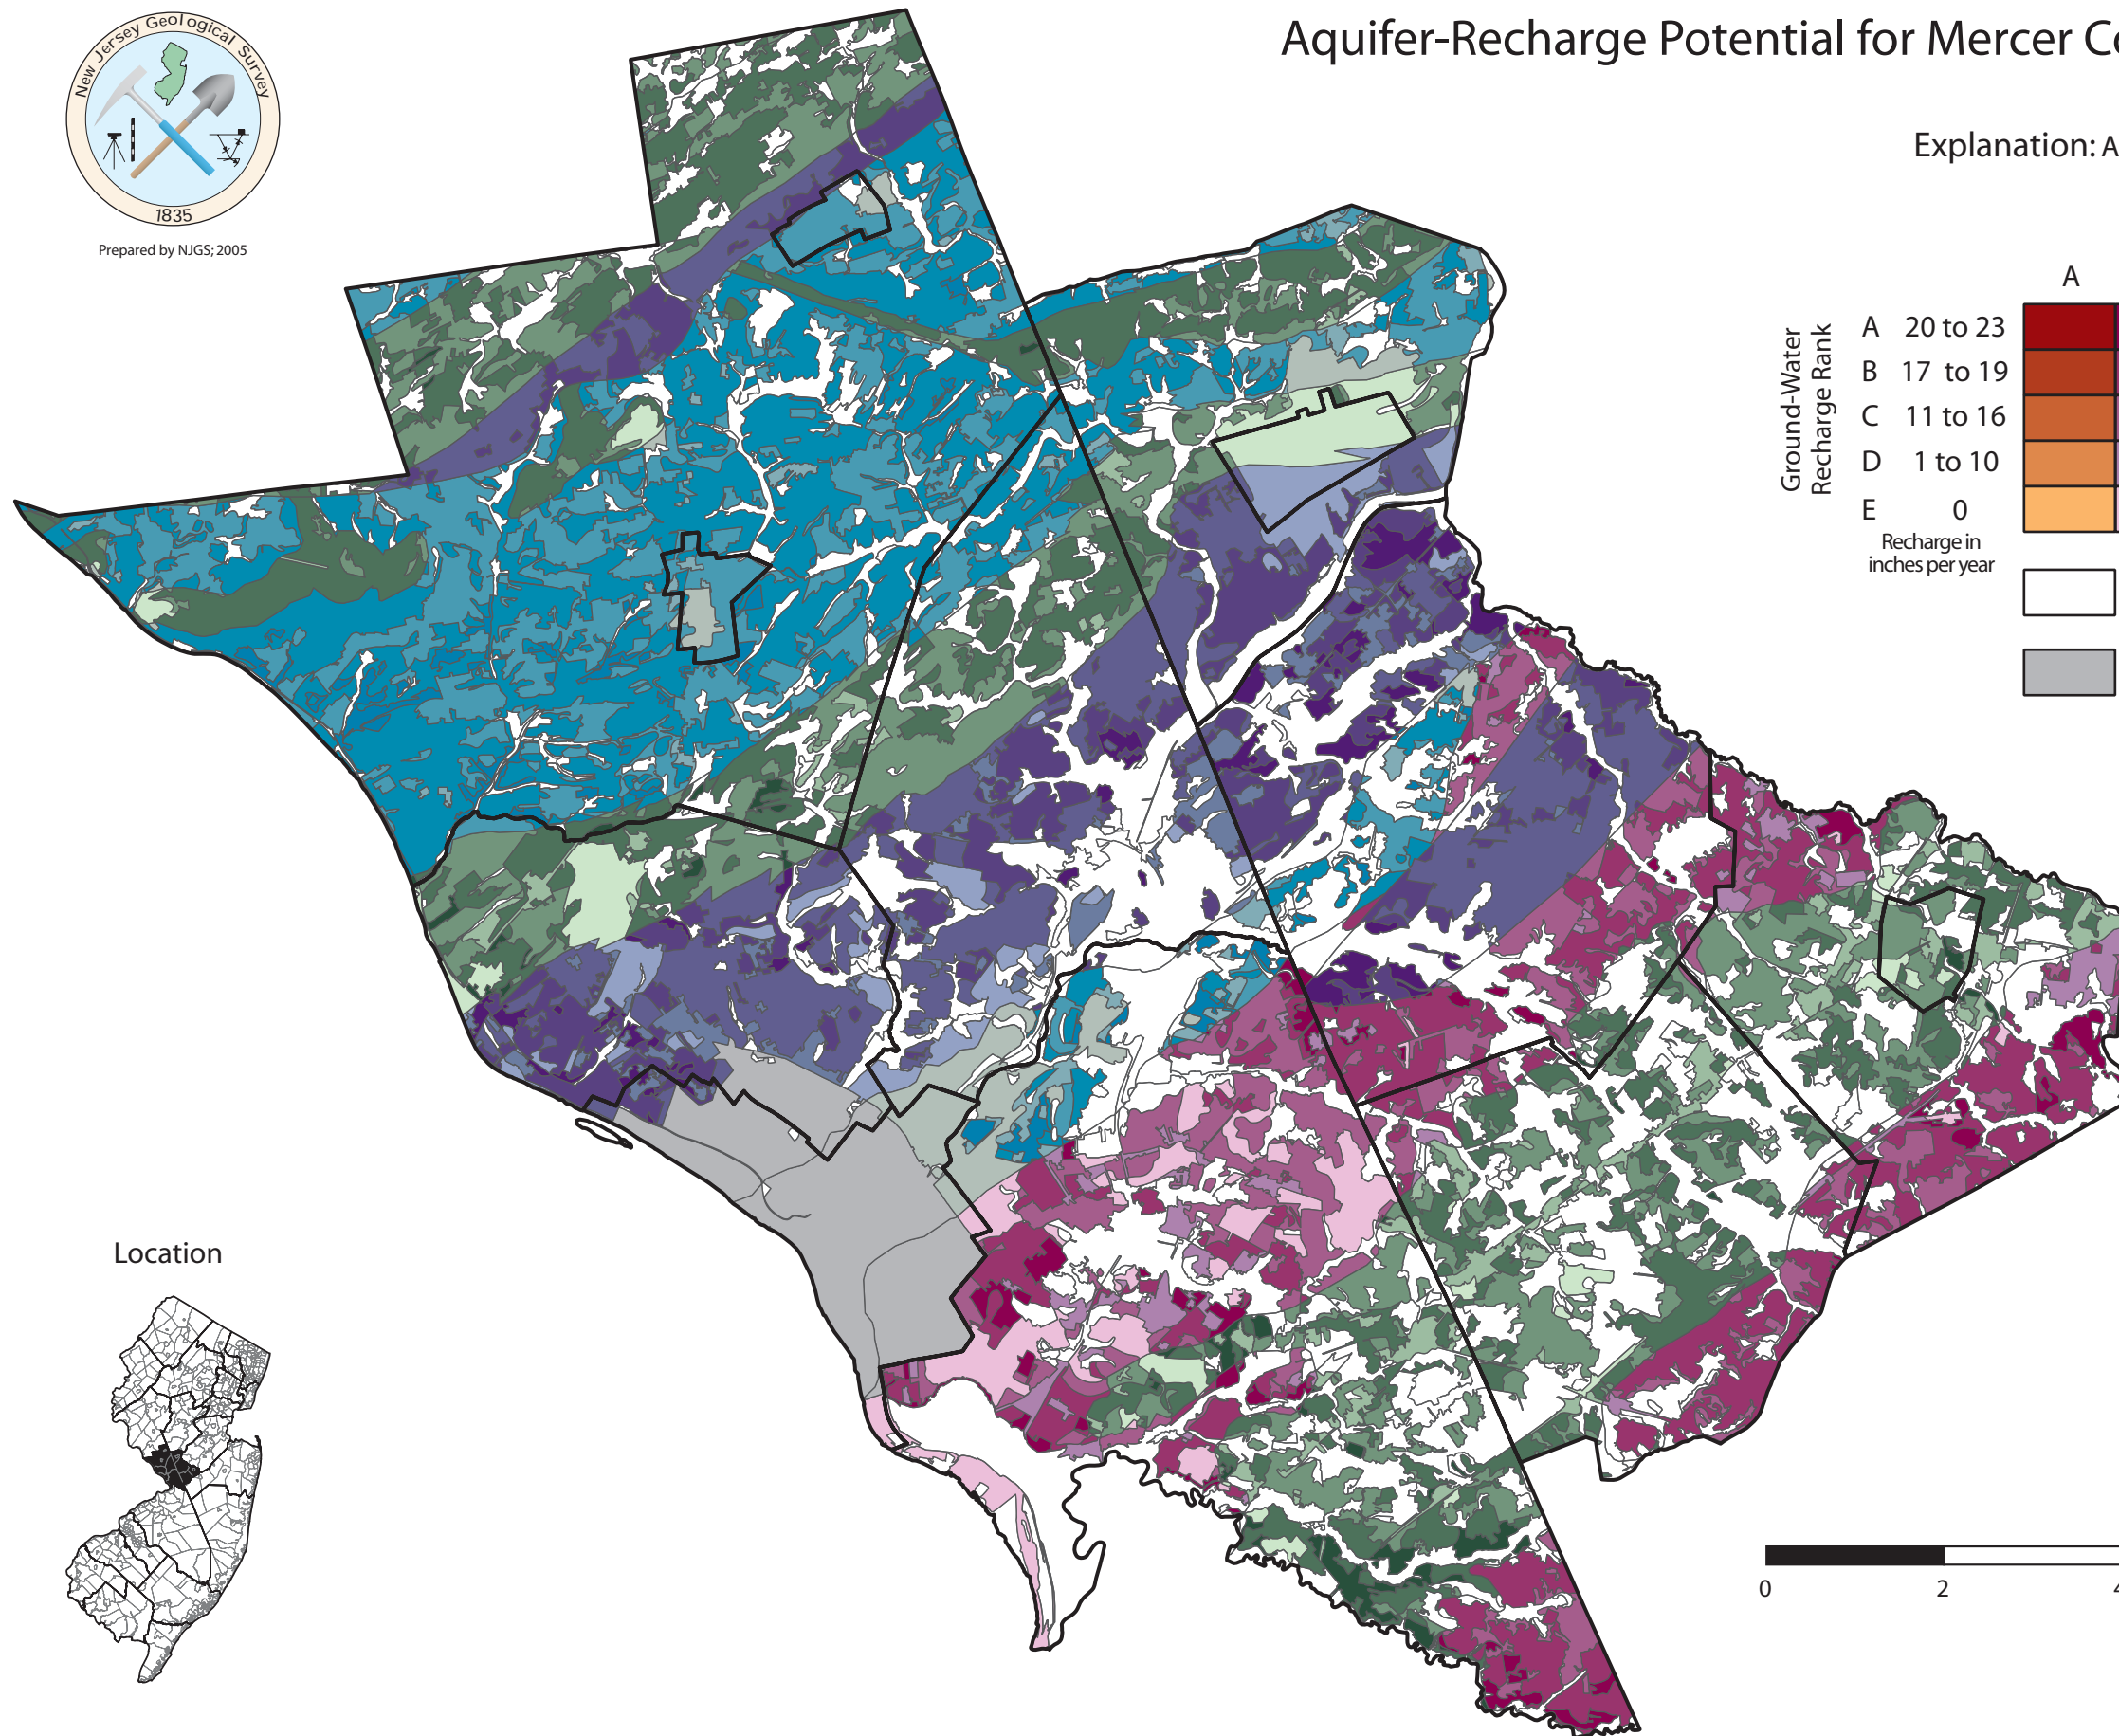 New Jersey Geological Survey
1835
Prepared by NJGS; 2005
Aquifer-Recharge Potential for Mercer Co
Explanation: A
A
Ground-Water
Recharge Rank
A 20 to 23
B 17 to 19
C 11 to 16
D 1 to 10
E 0
Recharge in
inches per year
Location
0 2 4